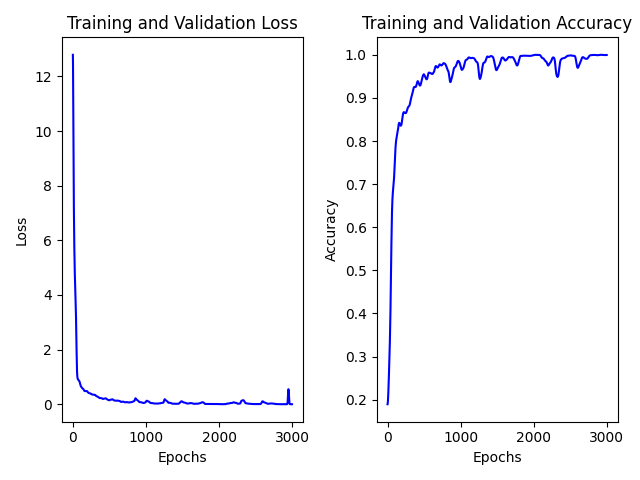 Training and Validation Loss
12
10
8
6
4
2
0
Loss
0 1000 2000 3000
Epochs
Training and Validation Accuracy
1.0
0.9
0.8
0.7
0.6
0.5
0.4
0.3
0.2
Accuracy
0 1000 2000 3000
Epochs